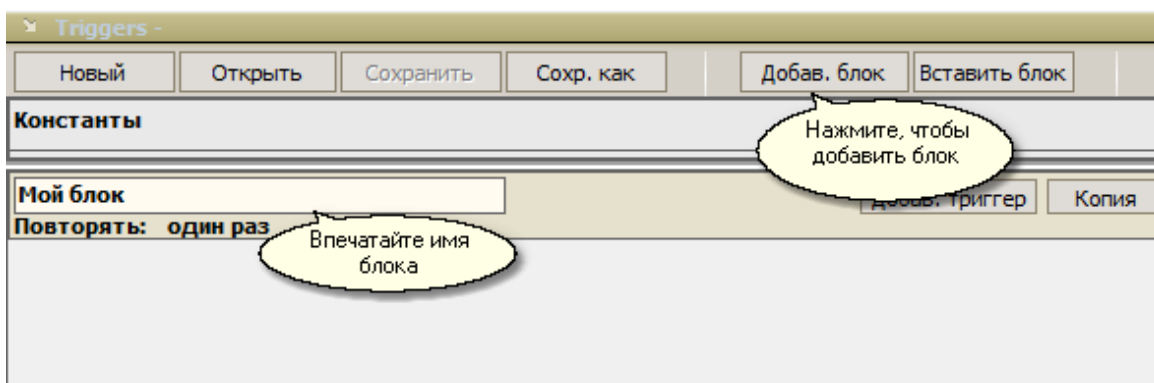 Triggers -
Новый Открыть Сохранить Сохр. как Добав. блок Вставить блок
Константы
Нажмите, чтобы
добавить блок
Мой блок
триггер Копия
Повторять: один раз
Впечатайте имя
блока